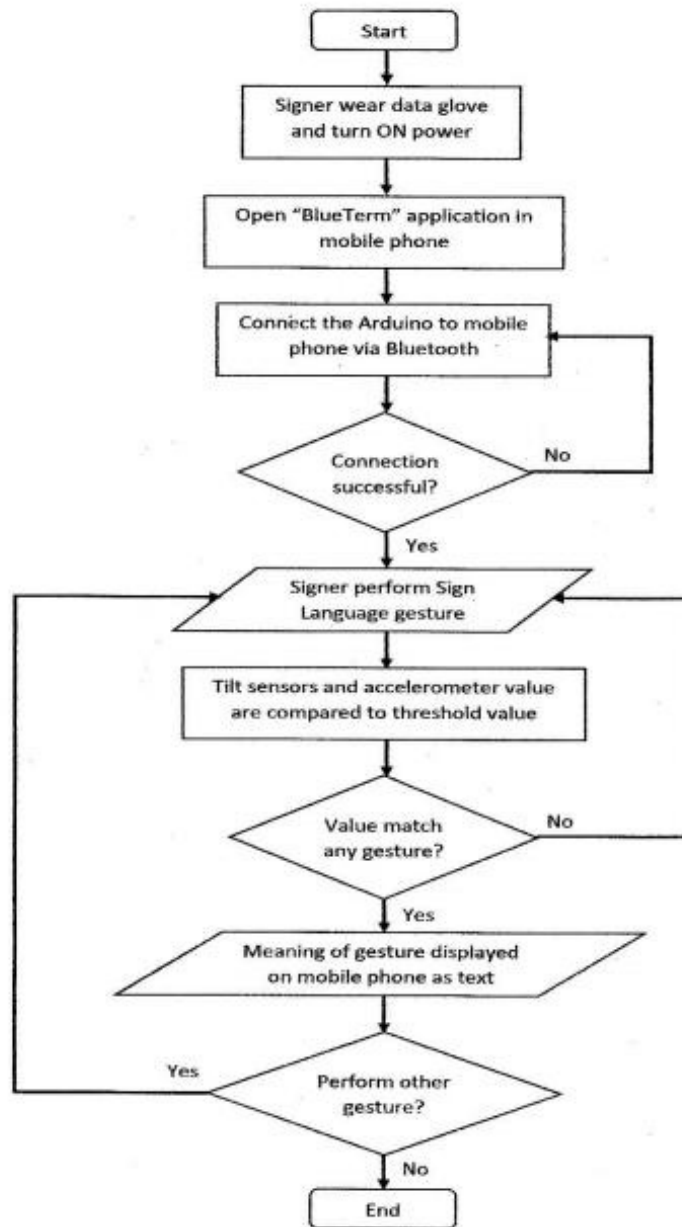 Start
Signer wear data glove
and turn ON power
Open “BlueTerm” application in
mobile phone
Connect the Arduino to mobile
phone via Bluetooth
Connection
successful?
No
Yes
Signer perform Sign
Language gesture
Tilt sensors and accelerometer value
are compared to threshold value
Value match
any gesture?
No
Yes
Meaning of gesture displayed
on mobile phone as text
Yes
Perform other
gesture?
No
End